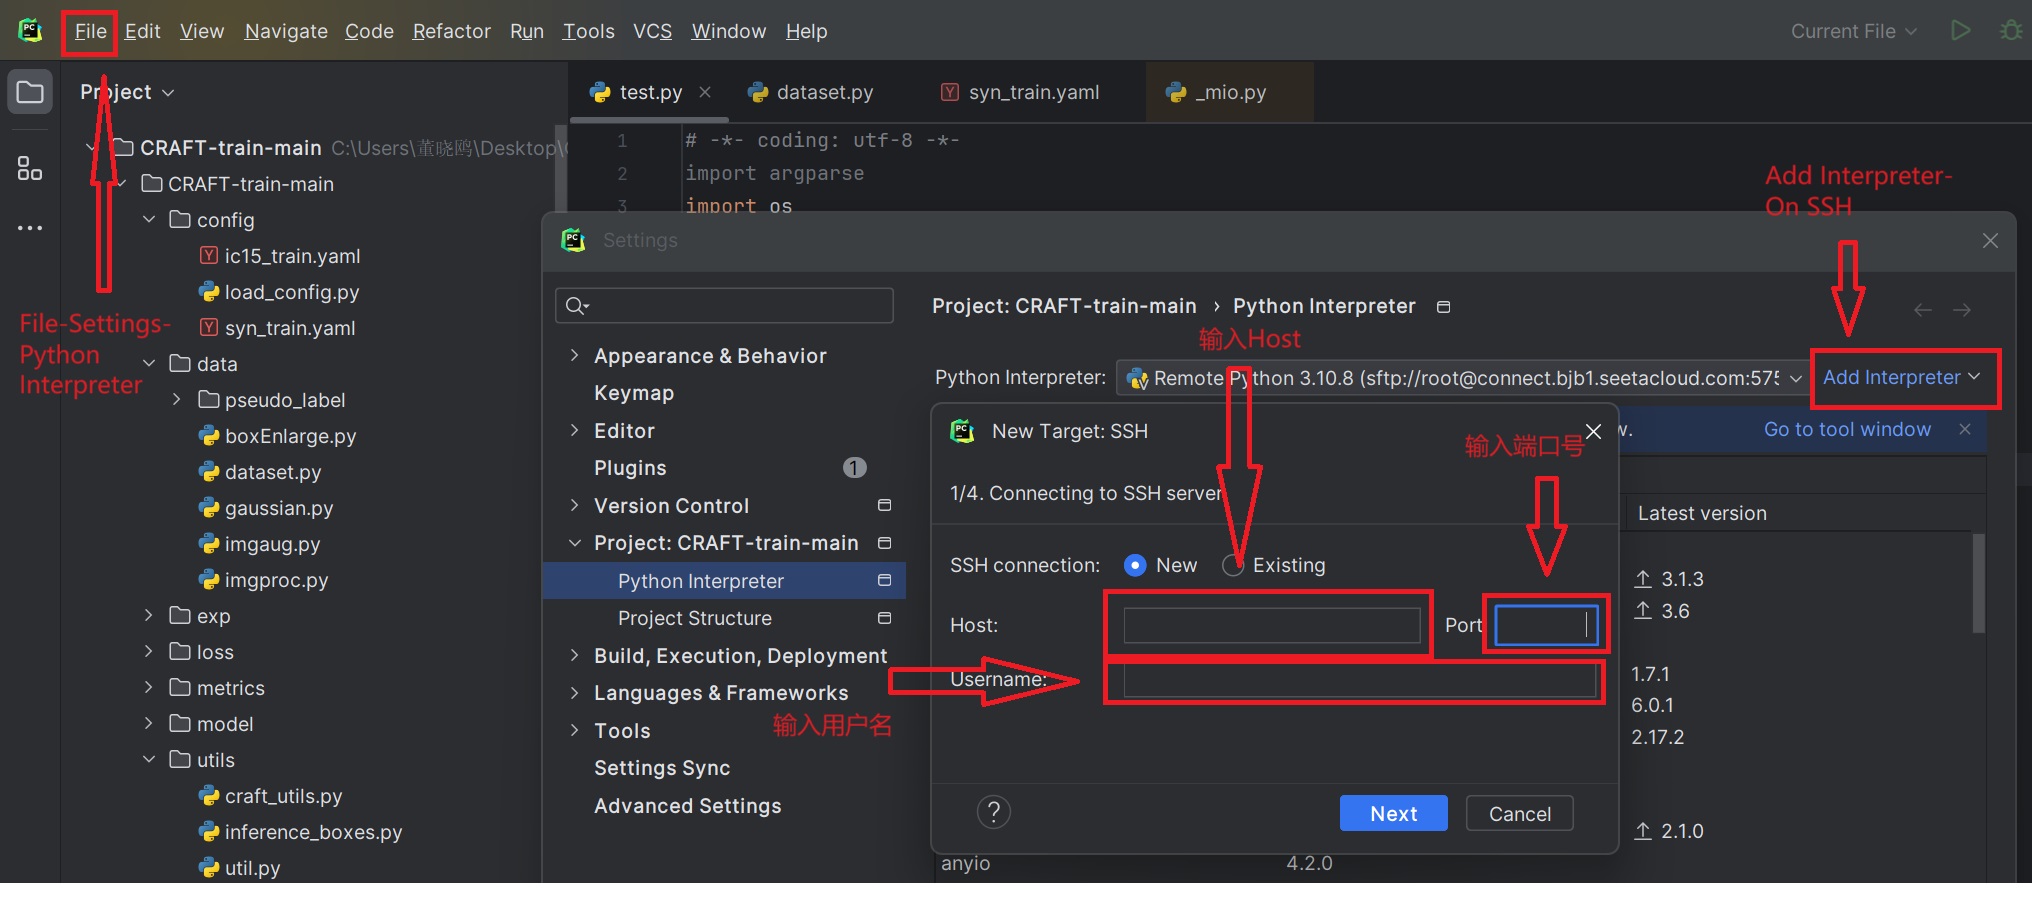 File Edit View Navigate Code Refactor Run Tools VCS Window Help
Current File
Project
test.py
dataset.py
syn_train.yaml
_mio.py
CRAFT-train-main C:\Users\董晓鸥\Desktop\
CRAFT-train-main
config
ic15_train.yaml
load_config.py
syn_train.yaml
data
pseudo_label
boxEnlarge.py
dataset.py
gaussian.py
imgaug.py
imgproc.py
exp
loss
metrics
model
utils
craft_utils.py
inference_boxes.py
util.py
File-Settings-
Python
Interpreter
1 # -*- coding: utf-8 -*-
2 import argparse
3 import os
Add Interpreter-
On SSH
Settings
Appearance & Behavior
Keymap
Editor
Plugins 1
Version Control
Project: CRAFT-train-main
Python Interpreter
Project Structure
Build, Execution, Deployment
Languages & Frameworks
Tools
Settings Sync
Advanced Settings
Project: CRAFT-train-main › Python Interpreter
输入Host
Python Interpreter: Remote Python 3.10.8 (sftp://root@connect.bjb1.seetacloud.com:575 Add Interpreter
w. Go to tool window
New Target: SSH
输入端口号
1/4. Connecting to SSH server
SSH connection: New Existing
Host: Port
Username:
输入用户名
? Next Cancel
Latest version
3.1.3
3.6
1.7.1
6.0.1
2.17.2
2.1.0
anyio 4.2.0